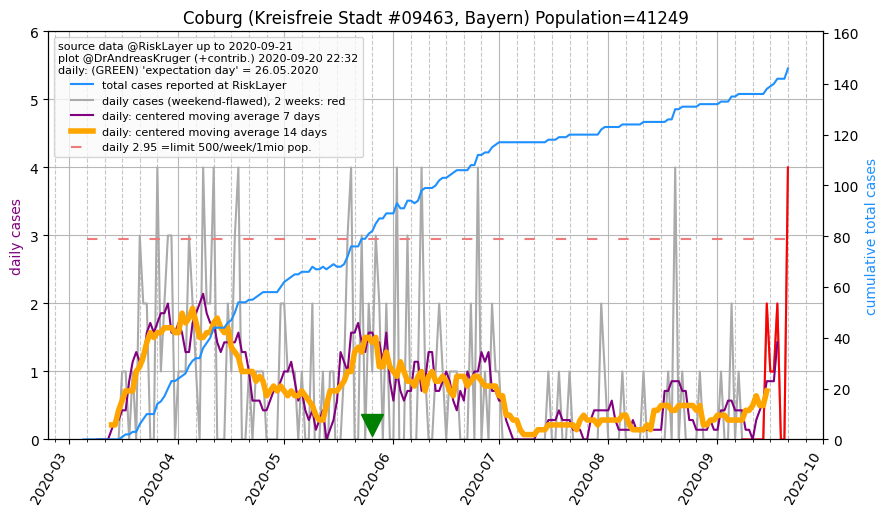 Coburg (Kreisfreie Stadt #09463, Bayern) Population=41249
source data @RiskLayer up to 2020-09-21
plot @DrAndreasKruger (+contrib.) 2020-09-20 22:32
daily: (GREEN) 'expectation day' = 26.05.2020
total cases reported at RiskLayer
daily cases (weekend-flawed), 2 weeks: red
daily: centered moving average 7 days
daily: centered moving average 14 days
daily 2.95 =limit 500/week/1mio pop.
daily cases
6
5
4
3
2
1
0
cumulative total cases
160
140
120
100
80
60
40
20
0
2020-03
2020-04
2020-05
2020-06
2020-07
2020-08
2020-09
2020-10